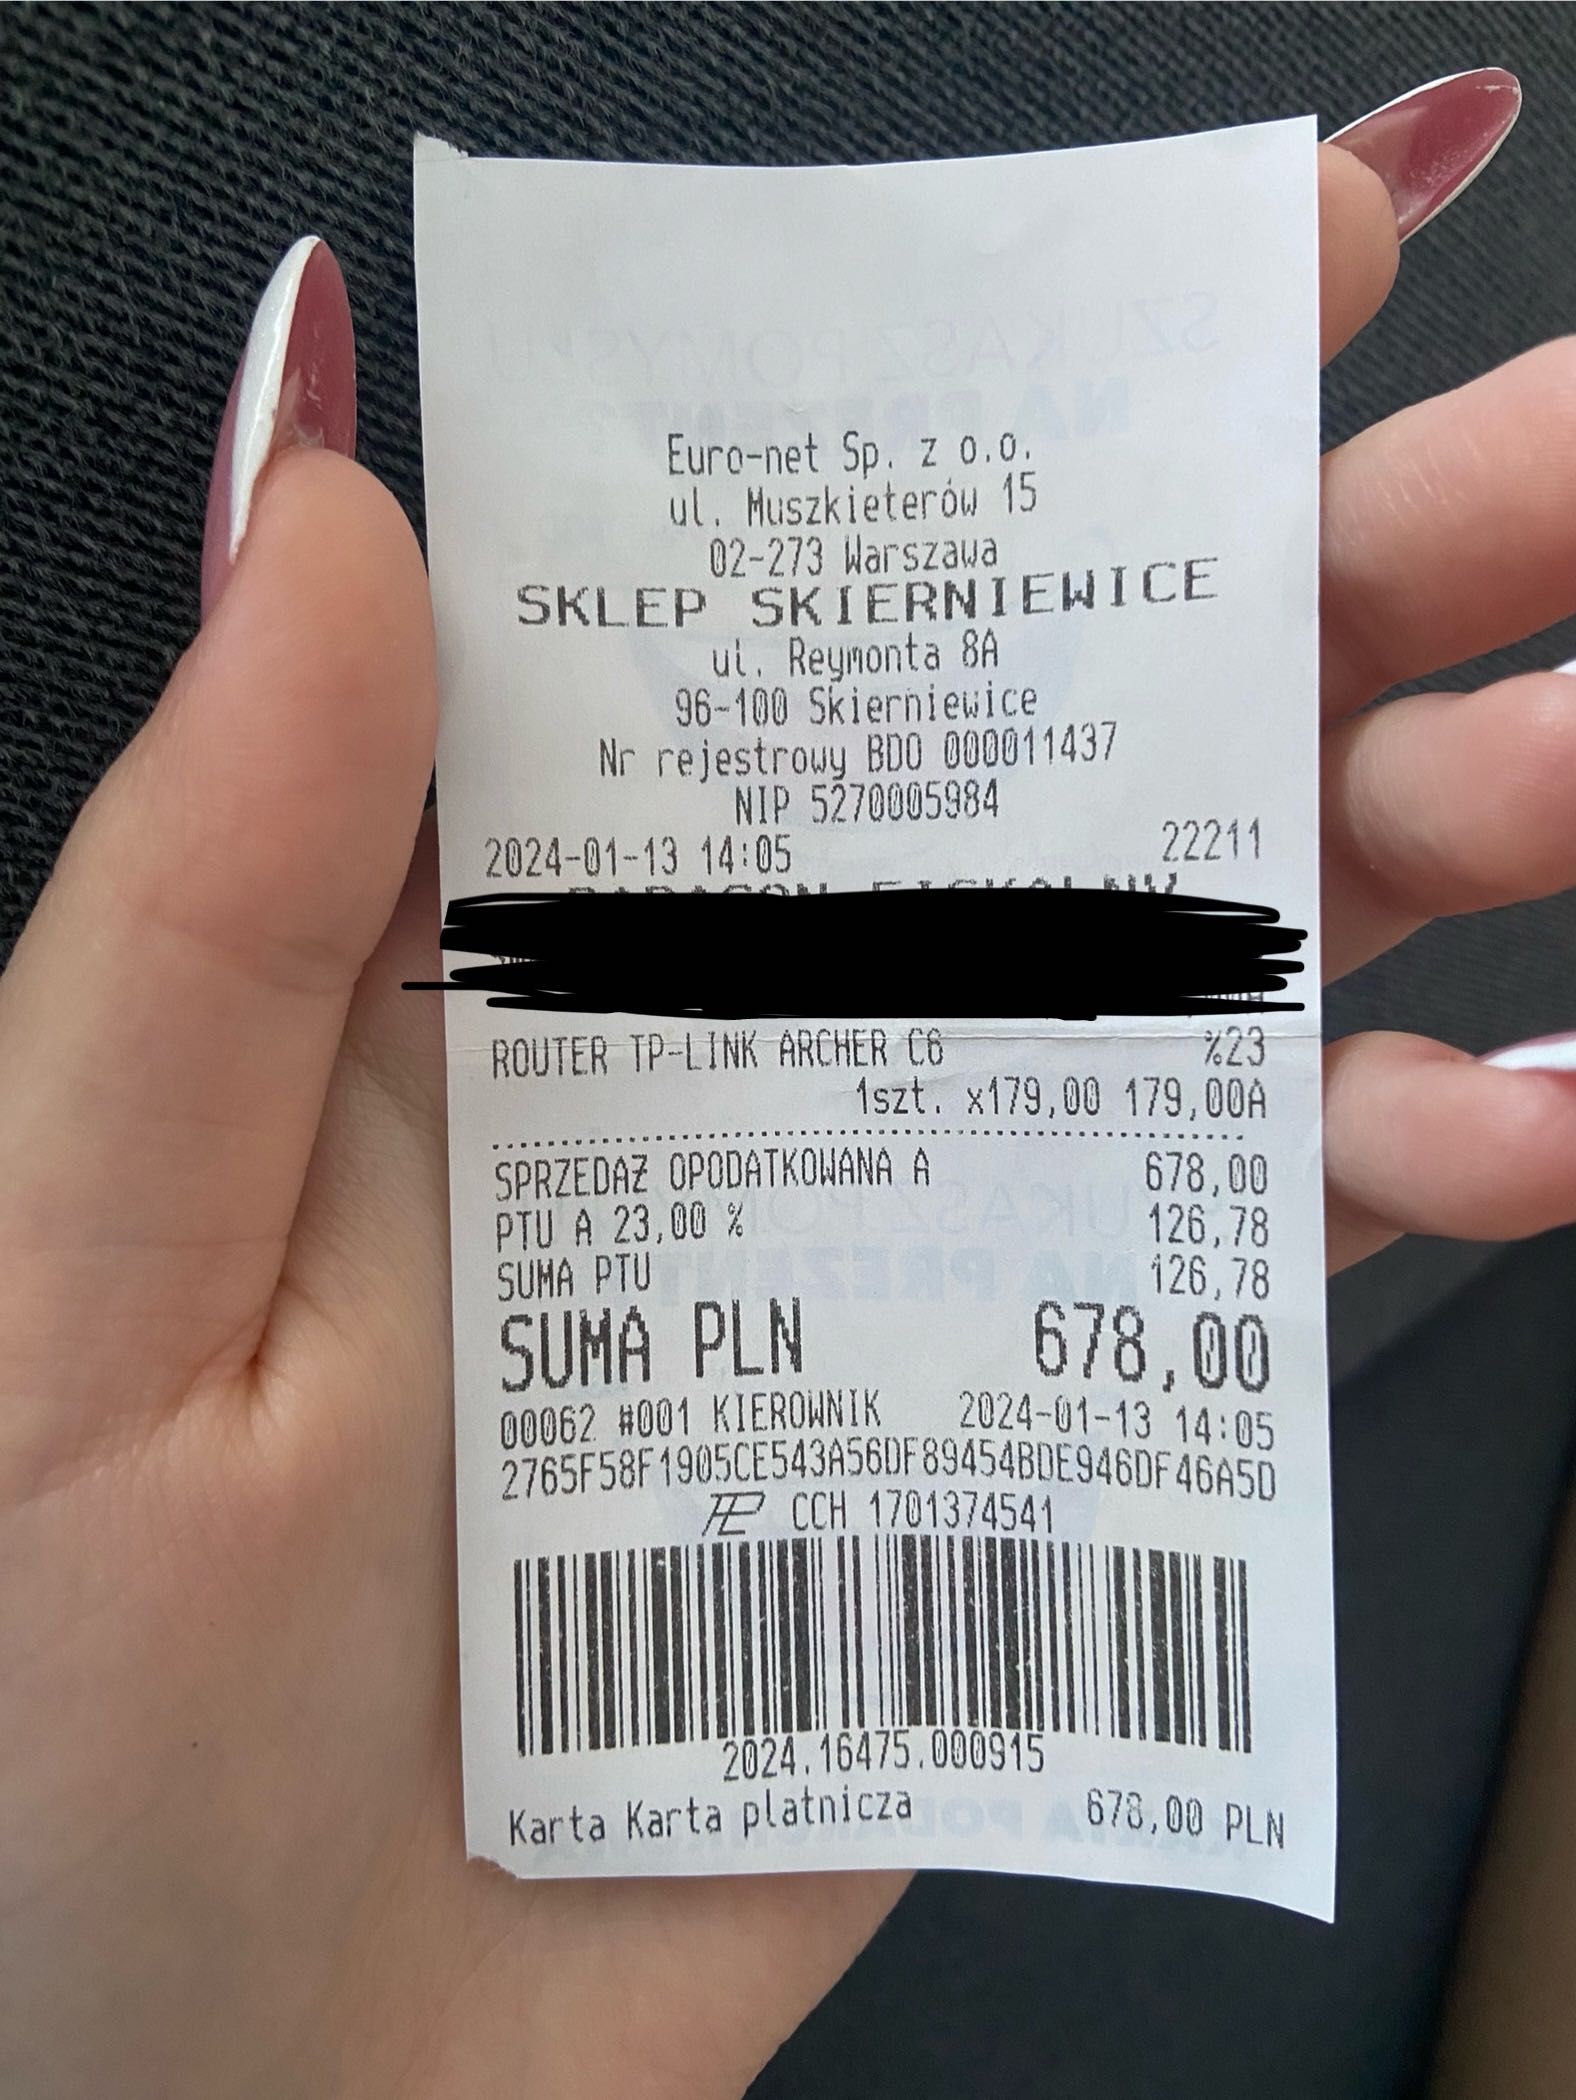 Euro-net Sp. z o.o.
ul. Muszkieterów 15
02-273 Warszawa
SKLEP SKIERNIEWICE
ul. Reymonta 8A
96-100 Skierniewice
Nr rejestrowy BDO 000011437
NIP 5270005984
2024-01-13 14:05 22211
PARAGON FISKALNY
ROUTER TP-LINK ARCHER C6 %23
1szt. x179,00 179,00A
SPRZEDAŻ OPODATKOWANA A 678,00
PTU A 23,00 % 126,78
SUMA PTU 126,78
SUMA PLN 678,00
00062 #001 KIEROWNIK 2024-01-13 14:05
2765F58F1905CE543A56DF89454BDE946DF46A5D
CCH 1701374541
2024.16475.000915
Karta Karta płatnicza 678,00 PLN